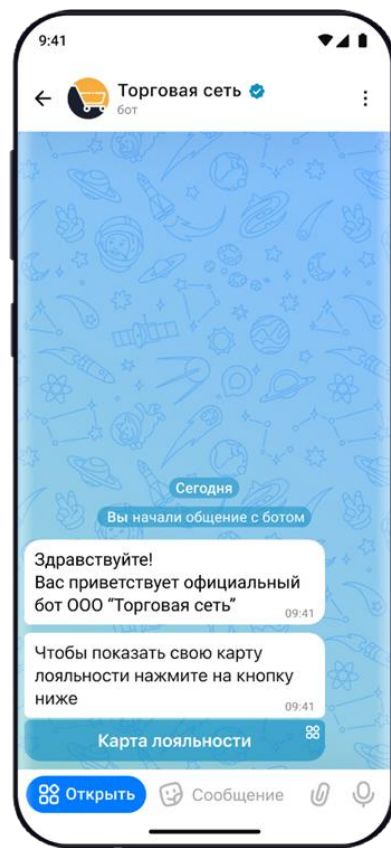 9:41
Торговая сеть
бот
Сегодня
Вы начали общение с ботом
Здравствуйте!
Вас приветствует официальный
бот ООО "Торговая сеть"
09:41
Чтобы показать свою карту
лояльности нажмите на кнопку
ниже
09:41
Карта лояльности
Открыть
Сообщение